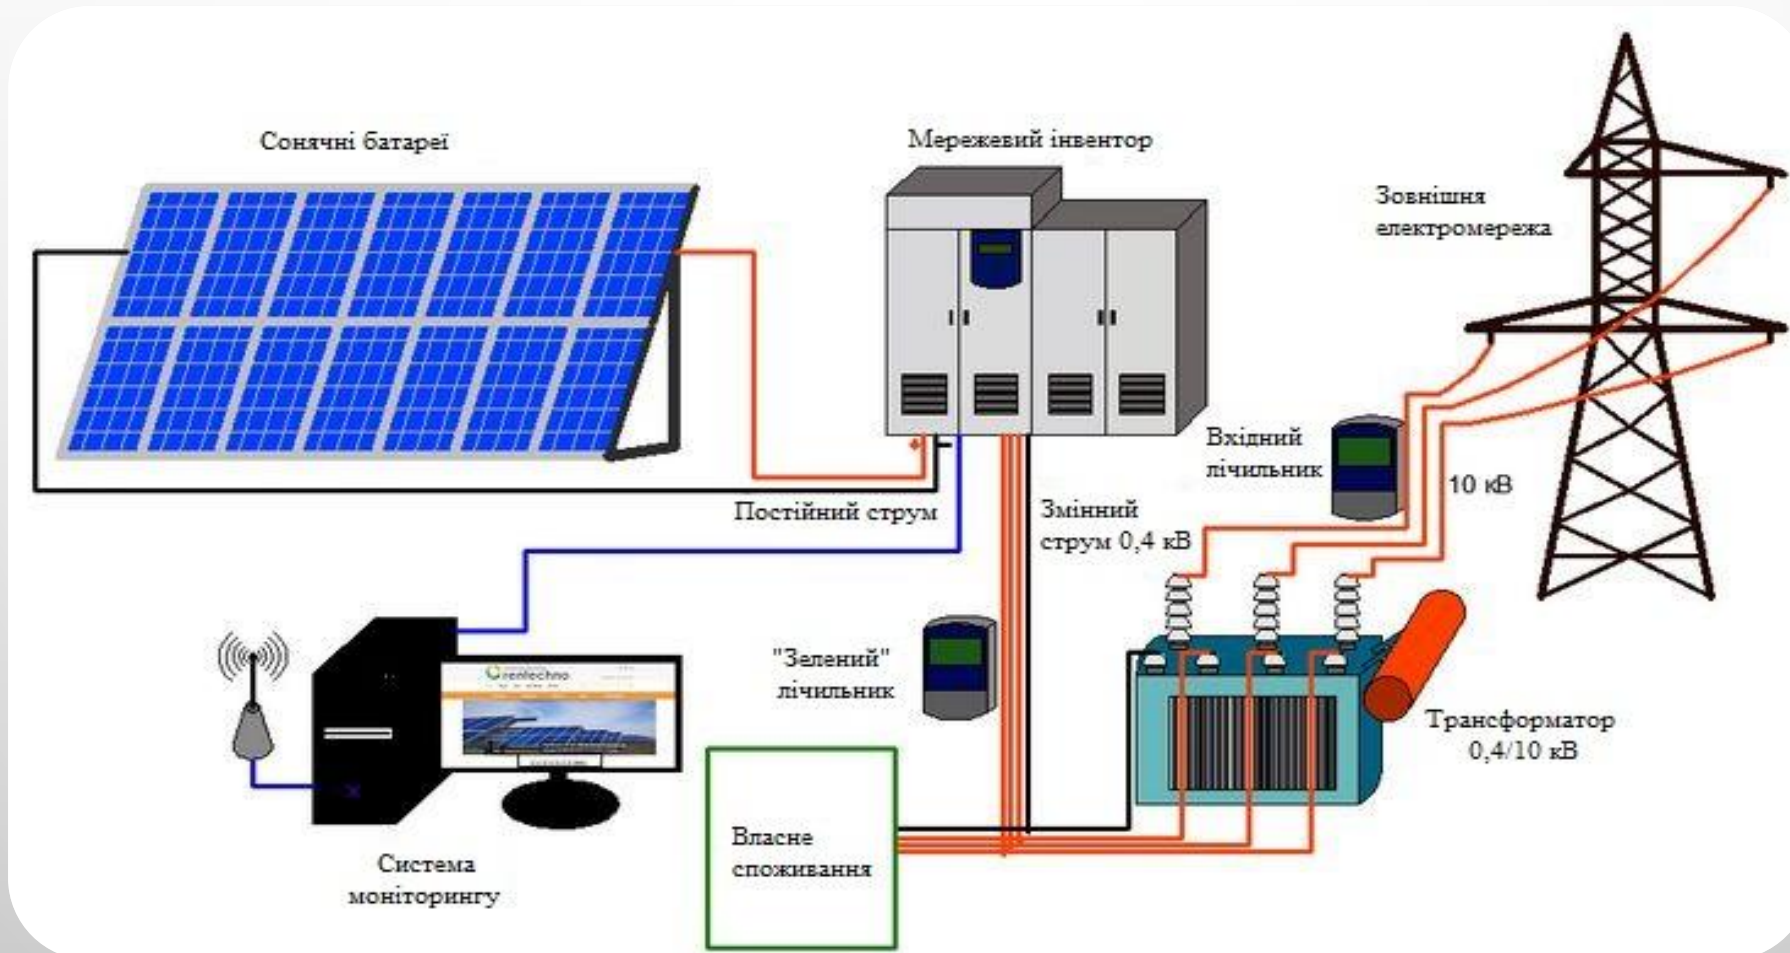 Сонячні батареї
Мережевий інвентор
Зовнішня
електромережа
Вхідний
лічильник
10 кВ
Постійний струм
Змінний
струм 0,4 кВ
"Зелений"
лічильник
rentechno
Трансформатор
0,4/10 кВ
Власне
споживання
Система
моніторингу